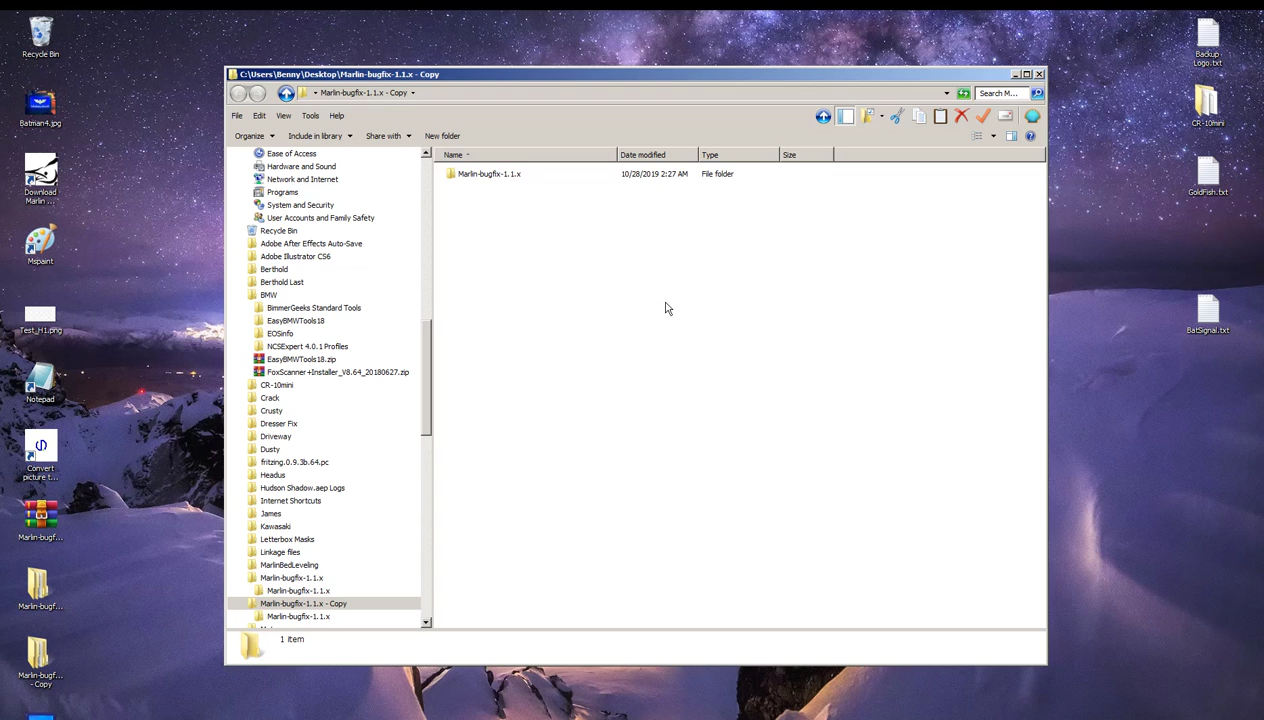 Recycle Bin
Batman4.jpg
Download
Marlin ...
Mspaint
Test_H1.png
Notepad
Convert
picture t...
Marlin-bugf...
Marlin-bugf...
Marlin-bugf...
- Copy
C:\Users\Benny\Desktop\Marlin-bugfix-1.1.x - Copy
Marlin-bugfix-1.1.x - Copy
Search M...
File Edit View Tools Help
Organize Include in library Share with New folder
Ease of Access
Hardware and Sound
Network and Internet
Programs
System and Security
User Accounts and Family Safety
Recycle Bin
Adobe After Effects Auto-Save
Adobe Illustrator CS6
Berthold
Berthold Last
BMW
BimmerGeeks Standard Tools
EasyBMWTools18
EOSinfo
NCSExpert 4.0.1 Profiles
EasyBMWTools18.zip
FoxScanner+Installer_V8.64_20180627.zip
CR-10mini
Crack
Crusty
Dresser Fix
Driveway
Dusty
fritzing.0.9.3b.64.pc
Headus
Hudson Shadow.aep Logs
Internet Shortcuts
James
Kawasaki
Letterbox Masks
Linkage files
MarlinBedLeveling
Marlin-bugfix-1.1.x
Marlin-bugfix-1.1.x
Marlin-bugfix-1.1.x - Copy
Marlin-bugfix-1.1.x
Name Date modified Type Size
Marlin-bugfix-1.1.x 10/28/2019 2:27 AM File folder
1 item
Backup
Logo.txt
CR-10mini
GoldFish.txt
BatSignal.txt